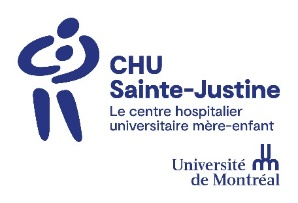 CHU
Sainte-Justine
Le centre hospitalier
universitaire mère-enfant
Université
de Montréal